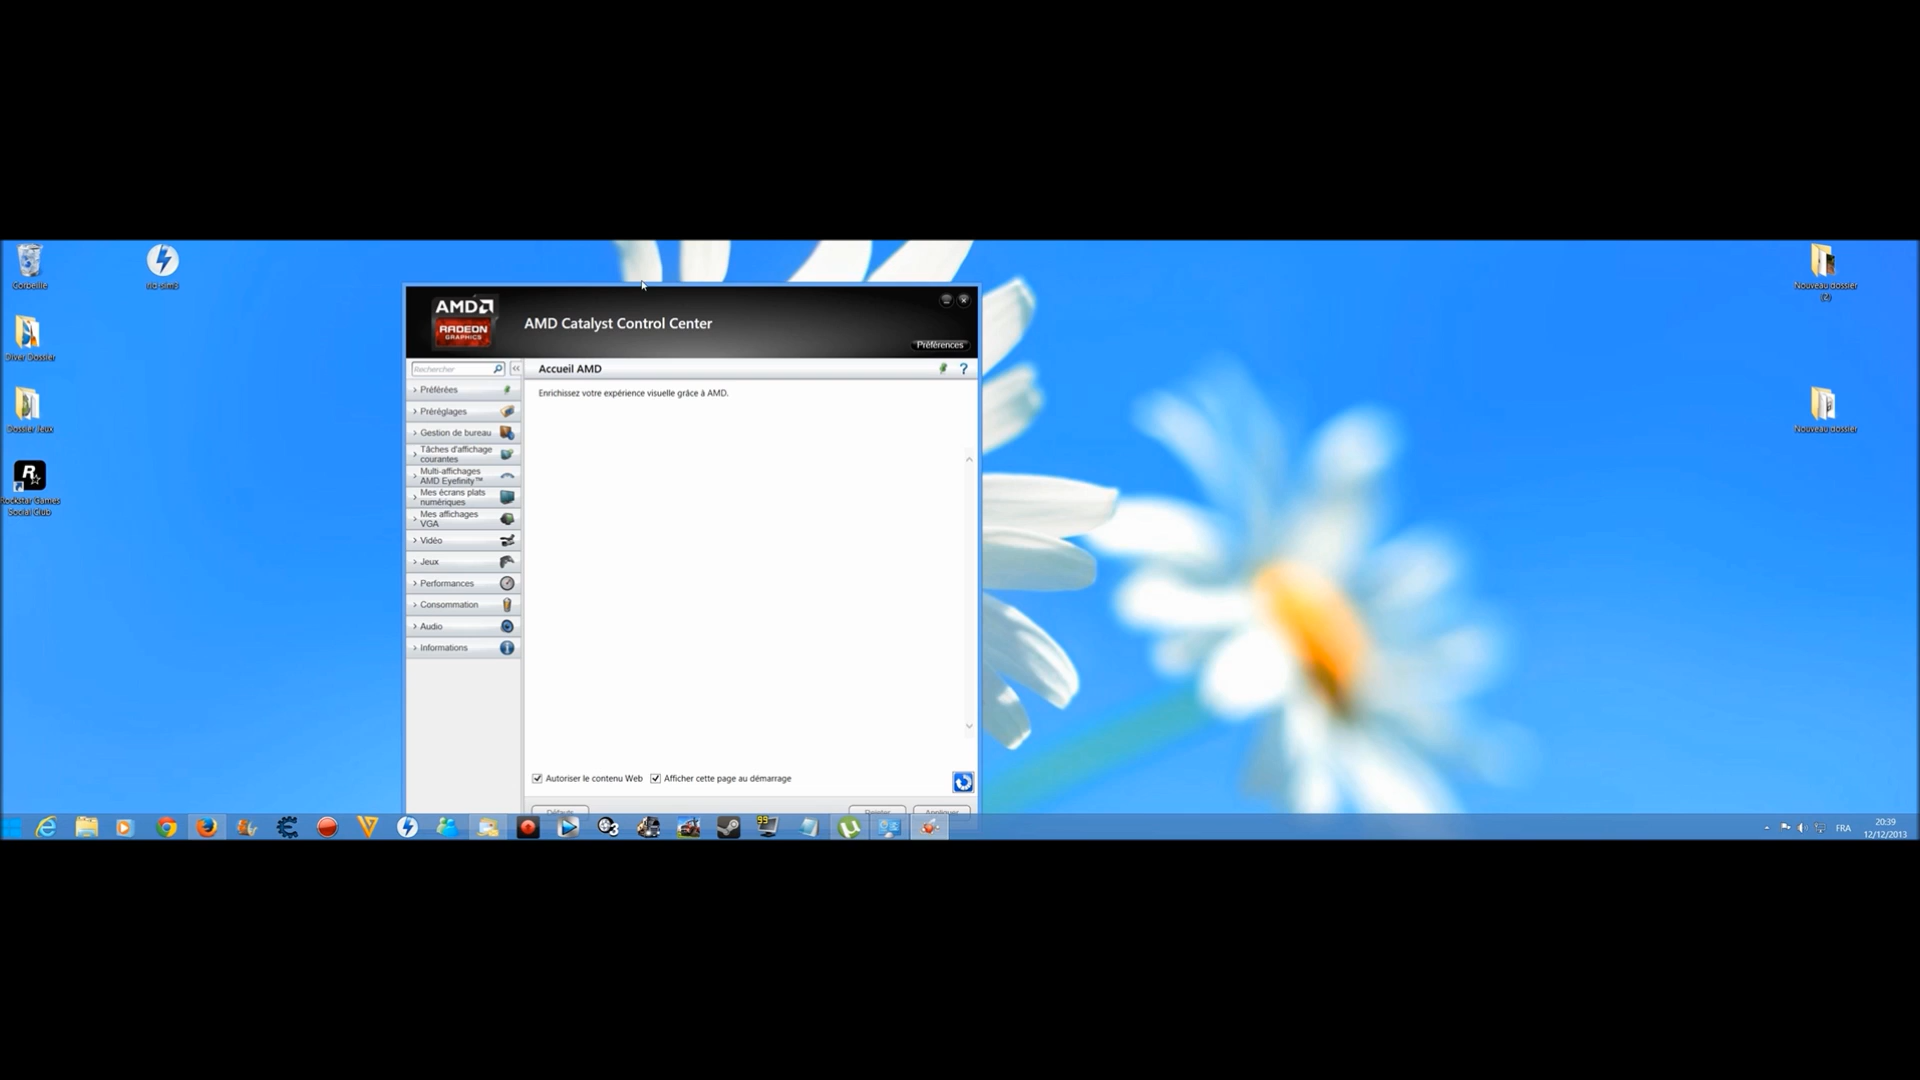 Corbeille
Oliver Dossier
Dossier Jeux
Rockstar Games
Social Club
Nouveau dossier
(2)
Nouveau dossier
AMD
RADEON
GRAPHICS
AMD Catalyst Control Center
Préférences
Rechercher
Accueil AMD
?
Enrichissez votre expérience visuelle grâce à AMD.
Préférées
Préréglages
Gestion de bureau
Tâches d'affichage
courantes
Multi-affichages
AMD Eyefinity™
Mes écrans plats
numériques
Mes affichages
VGA
Vidéo
Jeux
Performances
Consommation
Audio
Informations
Autoriser le contenu Web
Afficher cette page au démarrage
99
FRA
20:39
12/12/2013